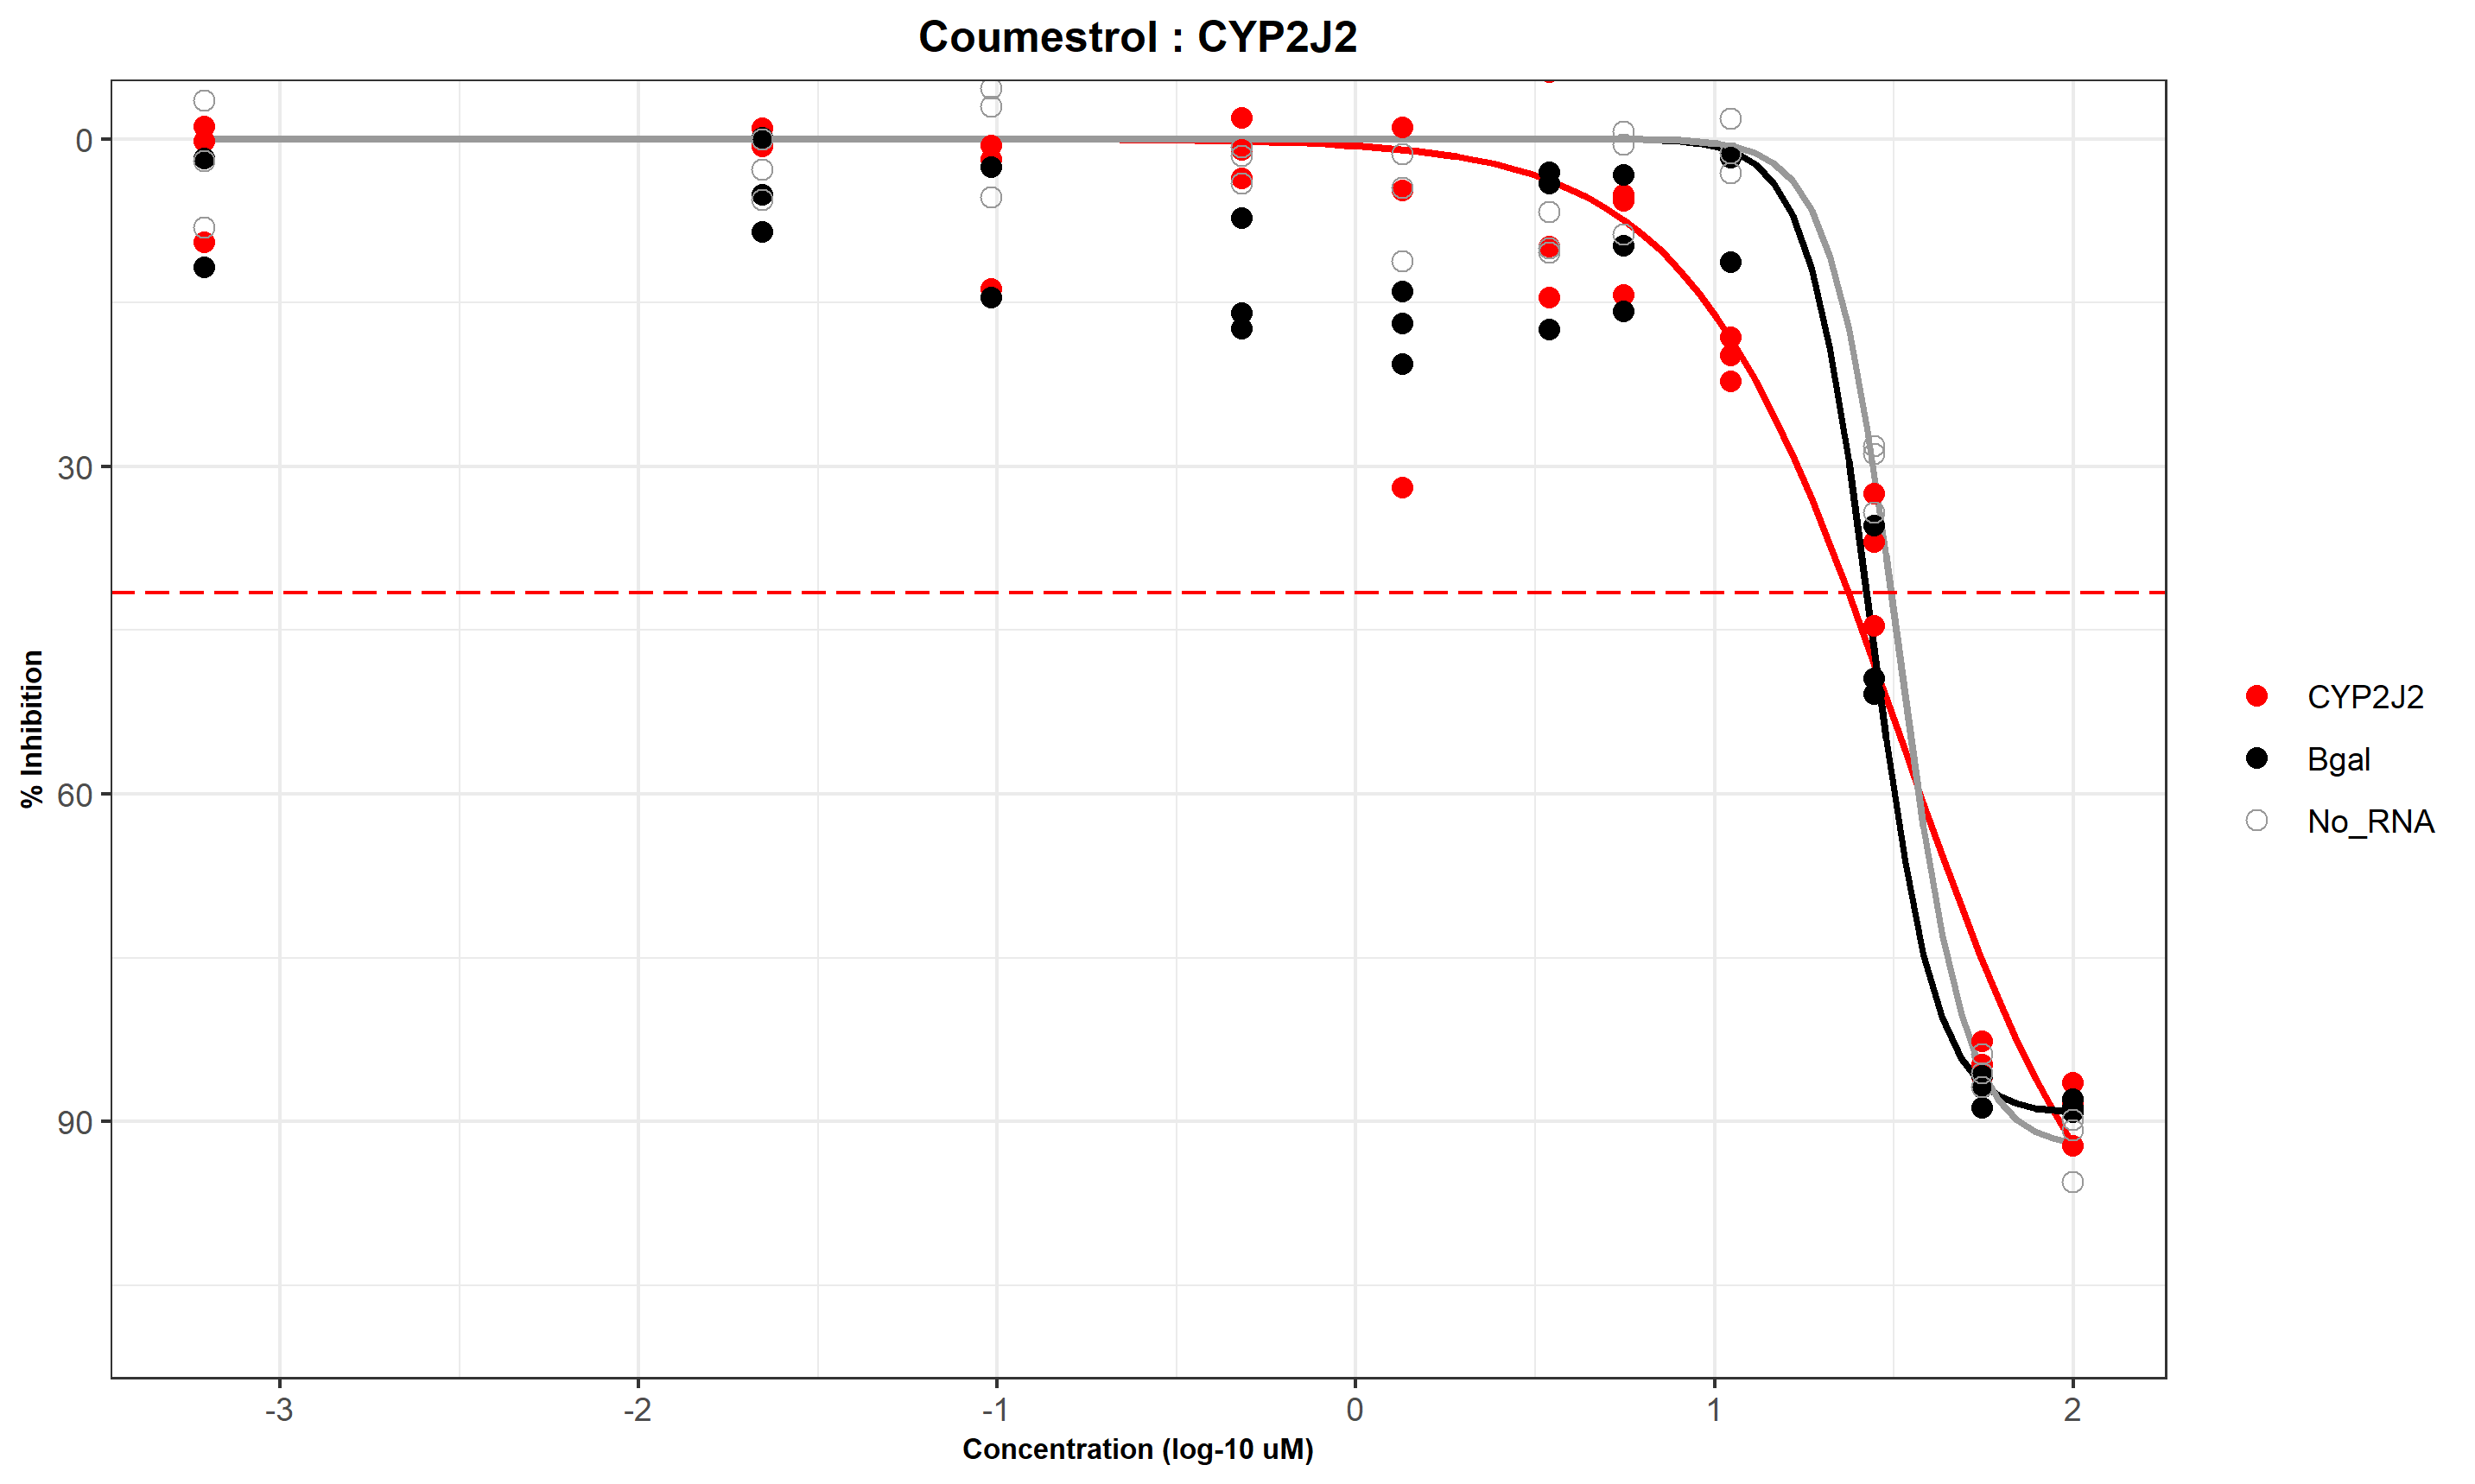 Coumestrol : CYP2J2
% Inhibition
0
30
60
90
-3
-2
-1
0
1
2
Concentration (log-10 uM)
CYP2J2
Bgal
No_RNA